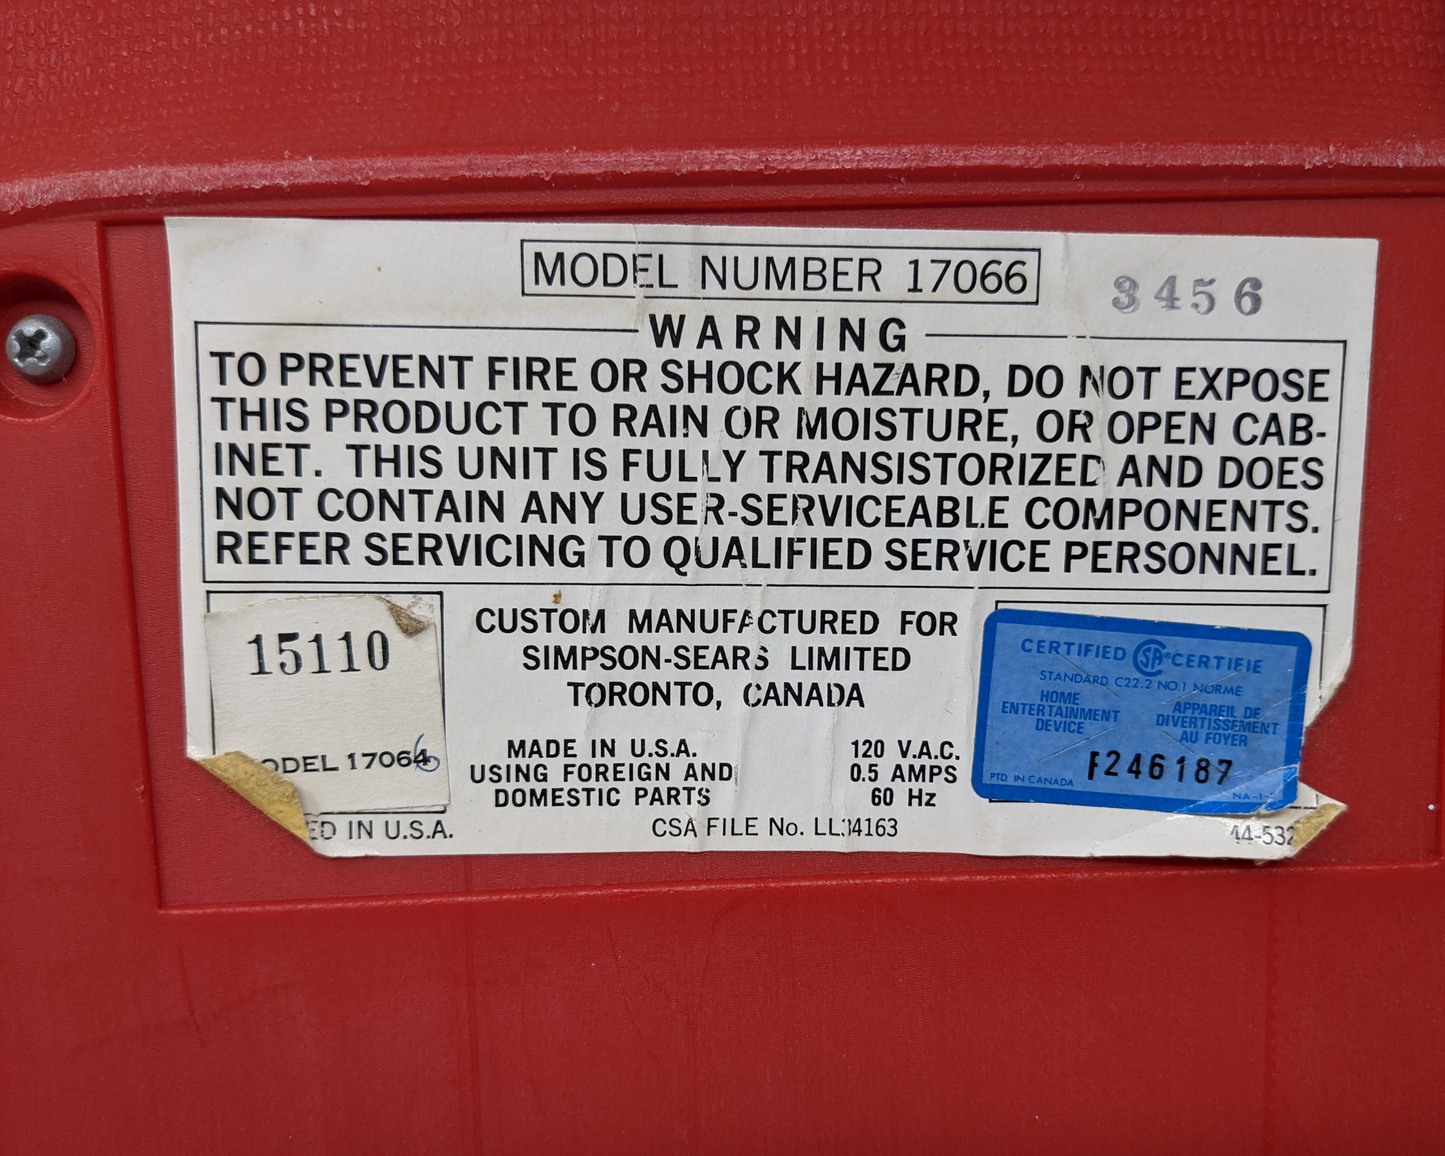 MODEL NUMBER 17066
3456
WARNING
TO PREVENT FIRE OR SHOCK HAZARD, DO NOT EXPOSE
THIS PRODUCT TO RAIN OR MOISTURE, OR OPEN CAB-
INET. THIS UNIT IS FULLY TRANSISTORIZED AND DOES
NOT CONTAIN ANY USER-SERVICEABLE COMPONENTS.
REFER SERVICING TO QUALIFIED SERVICE PERSONNEL.
15110
ODEL 17066
ED IN U.S.A.
CUSTOM MANUFACTURED FOR
SIMPSON-SEARS LIMITED
TORONTO, CANADA
MADE IN U.S.A.
USING FOREIGN AND
DOMESTIC PARTS
120 V.A.C.
0.5 AMPS
60 Hz
CSA FILE No. LL34163
CERTIFIED SA ® CERTIFIE
STANDARD C22.2 NO.1 NORME
HOME
ENTERTAINMENT
DEVICE
APPAREIL DE
DIVERTISSEMENT
AU FOYER
PTD IN CANADA
F246187
44-532